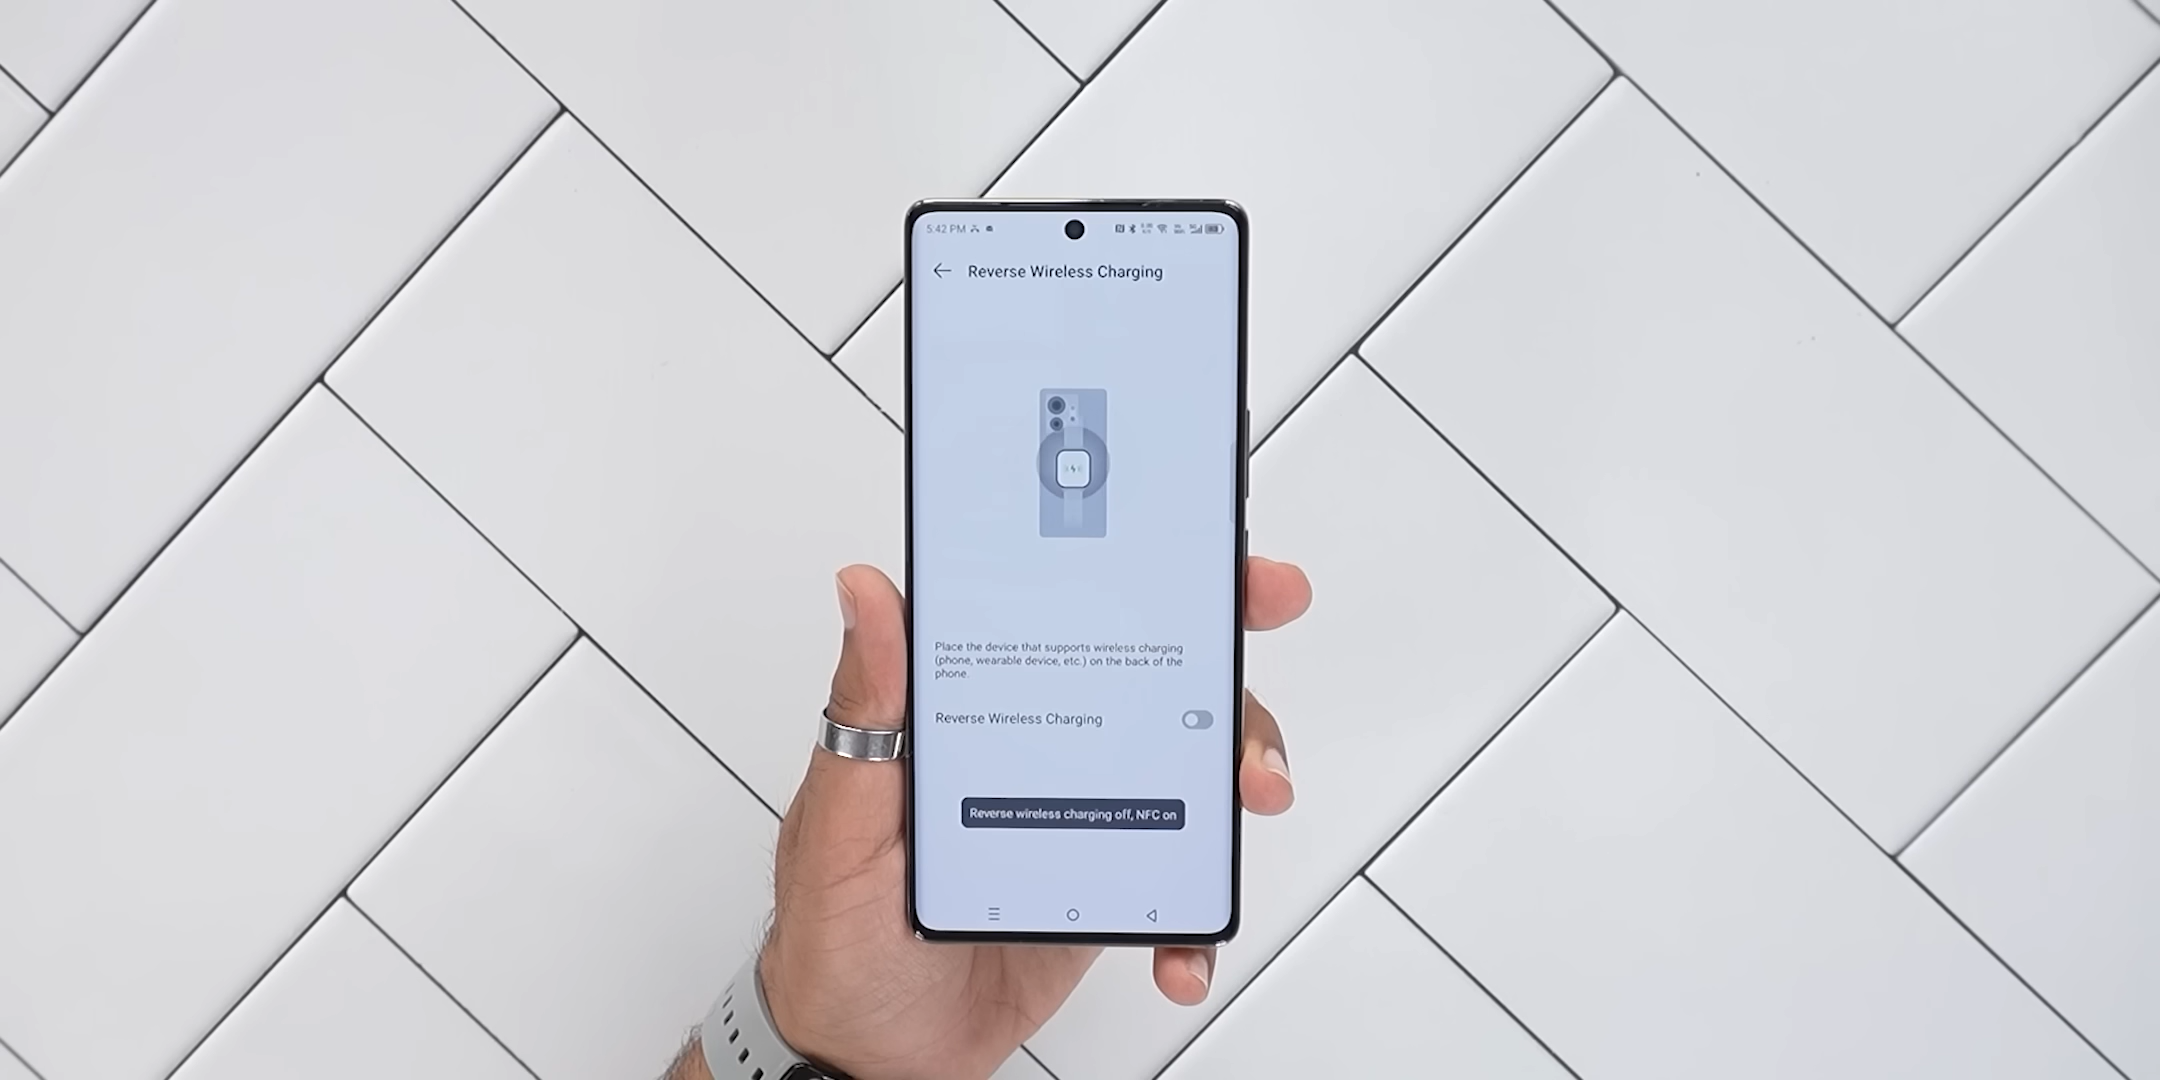 5:42 PM
Reverse Wireless Charging
Place the device that supports wireless charging
(phone, wearable device, etc.) on the back of the
phone.
Reverse Wireless Charging
Reverse wireless charging off, NFC on